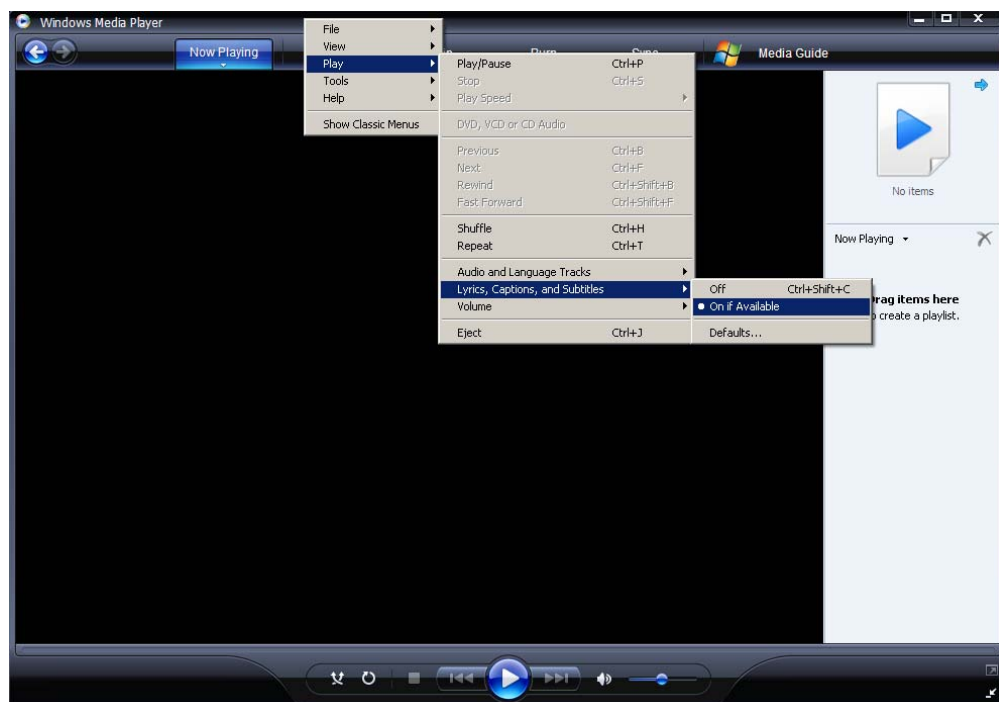 Windows Media Player
Now Playing
Media Guide
File
View
Play
Tools
Help
Show Classic Menus
Play/Pause Ctrl+P
Stop Ctrl+S
Play Speed
DVD, VCD or CD Audio
Previous Ctrl+B
Next Ctrl+F
Rewind Ctrl+Shift+B
Fast Forward Ctrl+Shift+F
Shuffle Ctrl+H
Repeat Ctrl+T
Audio and Language Tracks
Lyrics, Captions, and Subtitles
Volume
Eject Ctrl+J
Off Ctrl+Shift+C
On if Available
Defaults...
No items
Now Playing
items here
create a playlist.